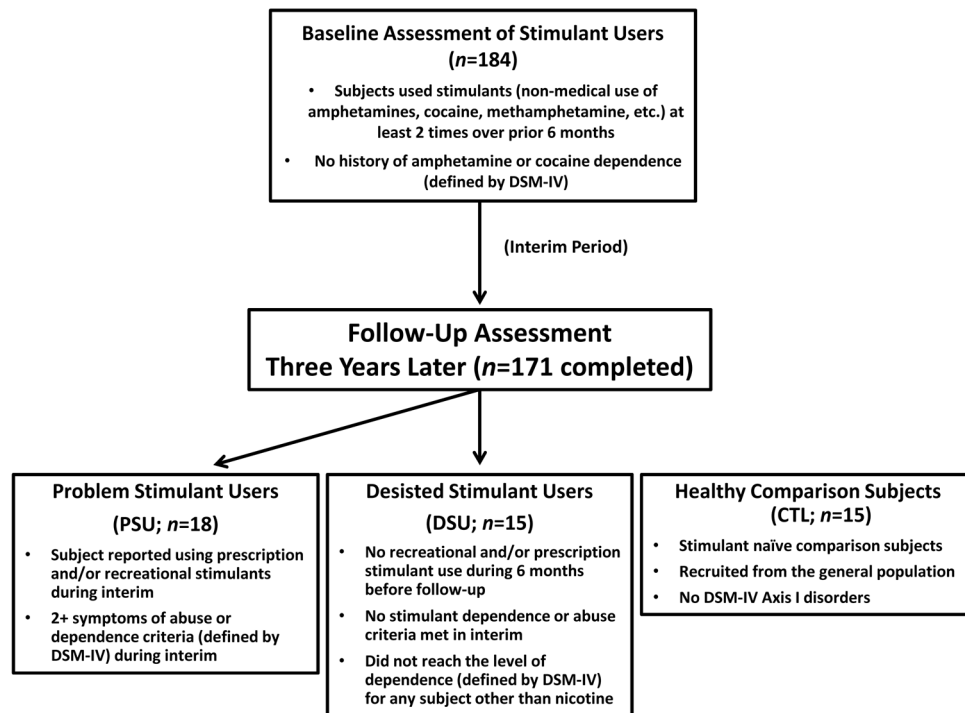 Baseline Assessment of Stimulant Users
(n=184)
• Subjects used stimulants (non-medical use of
amphetamines, cocaine, methamphetamine, etc.) at
least 2 times over prior 6 months
• No history of amphetamine or cocaine dependence
(defined by DSM-IV)
(Interim Period)
Follow-Up Assessment
Three Years Later (n=171 completed)
Problem Stimulant Users
(PSU; n=18)
• Subject reported using prescription
and/or recreational stimulants
during interim
• 2+ symptoms of abuse or
dependence criteria (defined by
DSM-IV) during interim
Desisted Stimulant Users
(DSU; n=15)
• No recreational and/or prescription
stimulant use during 6 months
before follow-up
• No stimulant dependence or abuse
criteria met in interim
• Did not reach the level of
dependence (defined by DSM-IV)
for any subject other than nicotine
Healthy Comparison Subjects
(CTL; n=15)
• Stimulant naïve comparison subjects
• Recruited from the general population
• No DSM-IV Axis I disorders